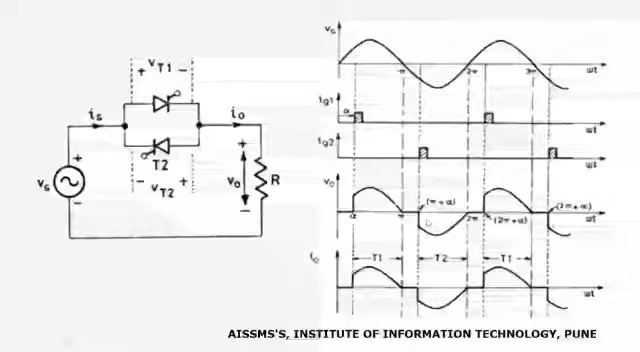 + VT1 −
is
io
T2
− VT2 +
vs
+
−
+
vo
−
R
vs
π
2π
3π
ωt
ig1
α
ωt
ig2
ωt
vo
(π+α)
(2π+α)
α
π
2π
ωt
io
T1
T2
T1
ωt
AISSMS'S, INSTITUTE OF INFORMATION TECHNOLOGY, PUNE